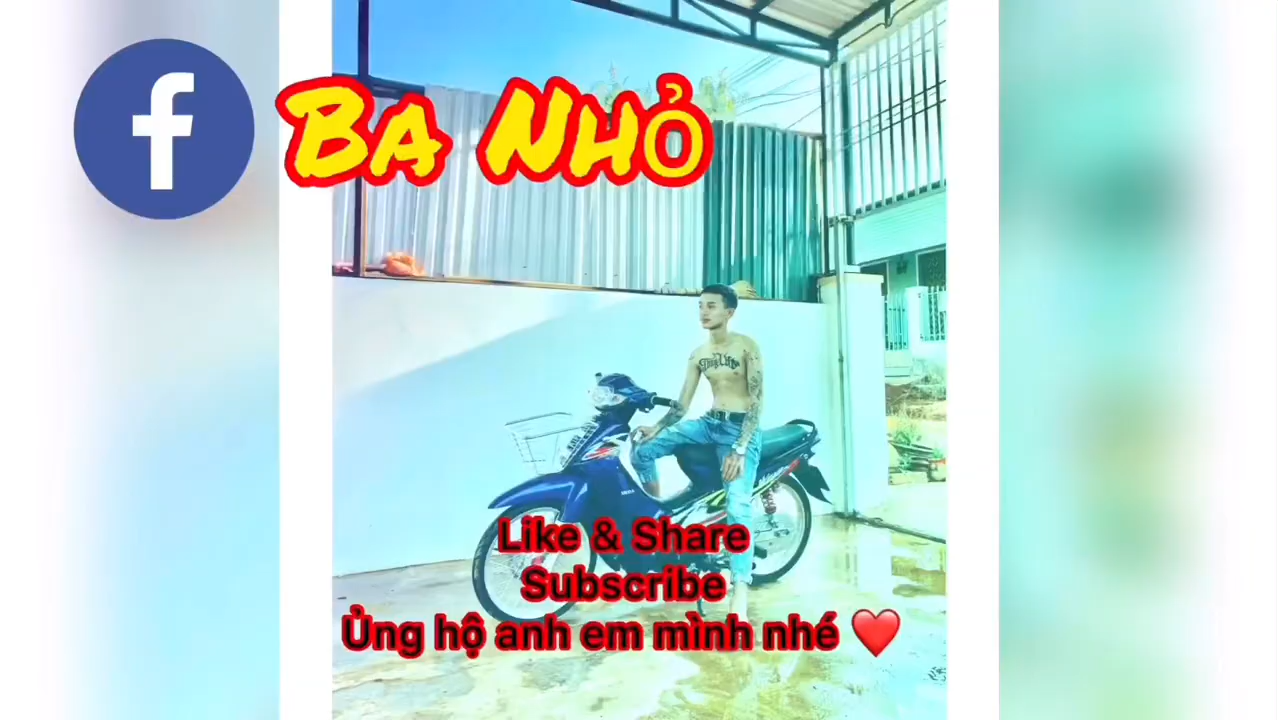 f
Ba Nhỏ
Like & Share
Subscribe
Ủng hộ anh em mình nhé ❤️